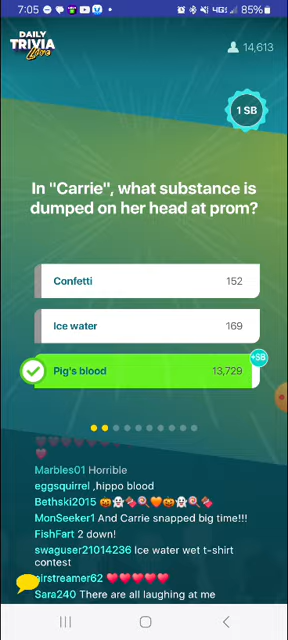 7:05
4G
85%
DAILY
TRIVIA
Live
14,613
1 SB
In "Carrie", what substance is
dumped on her head at prom?
Confetti 152
Ice water 169
+SB
Pig's blood 13,729
Marbles01 Horrible
eggsquirrel ,hippo blood
Bethski2015 🎃👻🍫🍭🧡🎃👻🍭🍫
MonSeeker1 And Carrie snapped big time!!!
FishFart 2 down!
swaguser21014236 Ice water wet t-shirt
contest
airstreamer62 ❤️❤️❤️❤️❤️
Sara240 There are all laughing at me